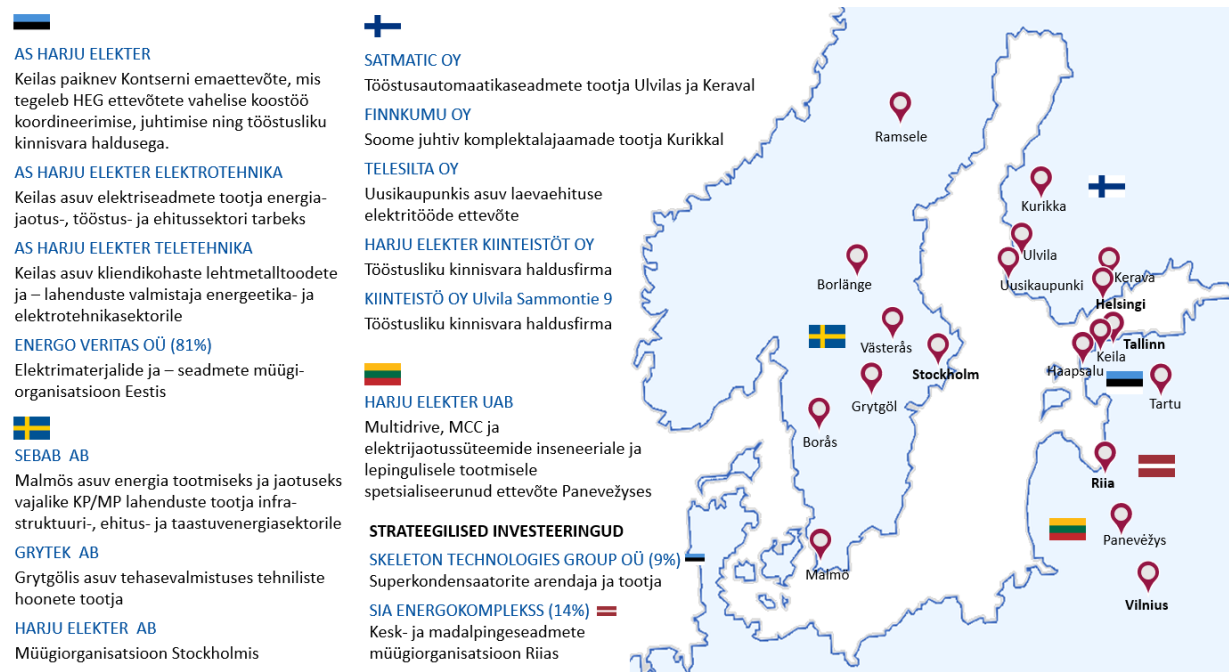 AS HARJU ELEKTER
Keilas paiknev Kontserni emaettevõte, mis
tegeleb HEG ettevõtete vahelise koostöö
koordineerimise, juhtimise ning tööstusliku
kinnisvara haldusega.
AS HARJU ELEKTER ELEKTROTEHNIKA
Keilas asuv elektriseadmete tootja energia-
jaotus-, tööstus- ja ehitussektori tarbeks
AS HARJU ELEKTER TELETEHNIKA
Keilas asuv kliendikohaste lehtmetalltoodete
ja – lahenduste valmistaja energeetika- ja
elektrotehnikasektorile
ENERGO VERITAS OÜ (81%)
Elektrimaterjalide ja – seadmete müügi-
organisatsioon Eestis
SEBAB AB
Malmös asuv energia tootmiseks ja jaotuseks
vajalike KP/MP lahenduste tootja infra-
struktuuri-, ehitus- ja taastuvenergiasektorile
GRYTEK AB
Grytgölis asuv tehasevalmistuses tehniliste
hoonete tootja
HARJU ELEKTER AB
Müügiorganisatsioon Stockholmis
SATMATIC OY
Tööstusautomaatikaseadmete tootja Ulvilas ja Keraval
FINNKUMU OY
Soome juhtiv komplektalajaamade tootja Kurikkal
TELESILTA OY
Uusikaupunkis asuv laevaehituse
elektritööde ettevõte
HARJU ELEKTER KIINTEISTÖT OY
Tööstusliku kinnisvara haldusfirma
KIINTEISTÖ OY Ulvila Sammontie 9
Tööstusliku kinnisvara haldusfirma
HARJU ELEKTER UAB
Multidrive, MCC ja
elektrijaotussüteemide inseneeriale ja
lepingulisele tootmisele
spetsialiseerunud ettevõte Panevežyses
STRATEEGILISED INVESTEERINGUD
SKELETON TECHNOLOGIES GROUP OÜ (9%)
Superkondensaatorite arendaja ja tootja
SIA ENERGOKOMPLEKSS (14%)
Kesk- ja madalpingeseadmete
müügiorganisatsioon Riias
Ramsele
Kurikka
Ulvila
Uusikaupunki
Kerava
Borlänge
Helsingi
Västerås
Tallinn
Keila
Haapsalu
Stockholm
Grytgöl
Tartu
Borås
Riia
Panevėžys
Malmö
Vilnius